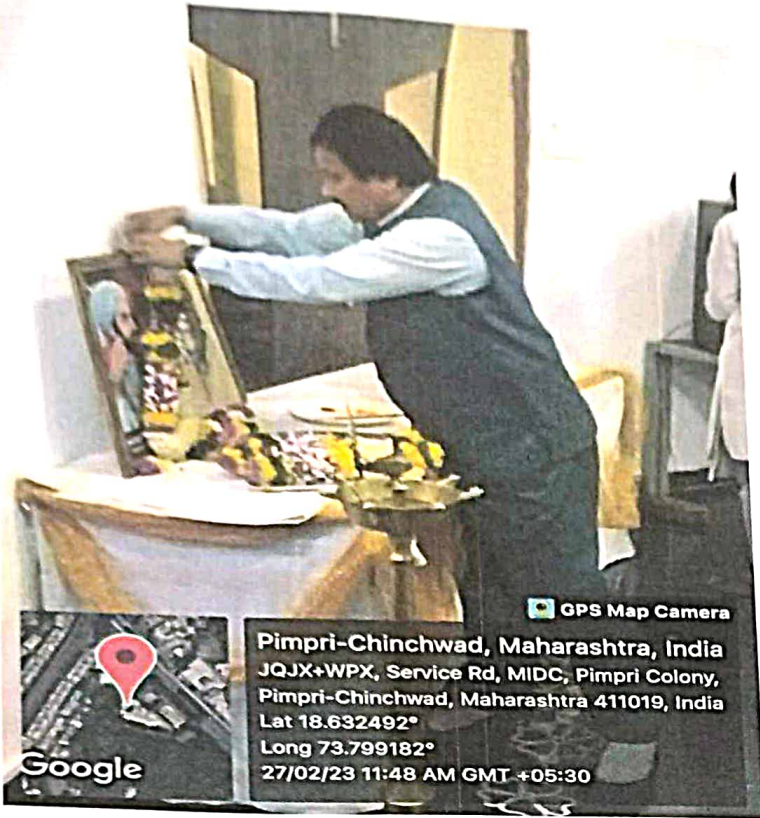 GPS Map Camera
Pimpri-Chinchwad, Maharashtra, India
JQJX+WPX, Service Rd, MIDC, Pimpri Colony,
Pimpri-Chinchwad, Maharashtra 411019, India
Lat 18.632492°
Long 73.799182°
27/02/23 11:48 AM GMT +05:30
Google